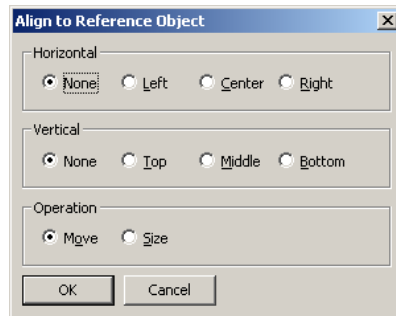 Align to Reference Object
Horizontal
None Left Center Right
Vertical
None Top Middle Bottom
Operation
Move Size
OK Cancel